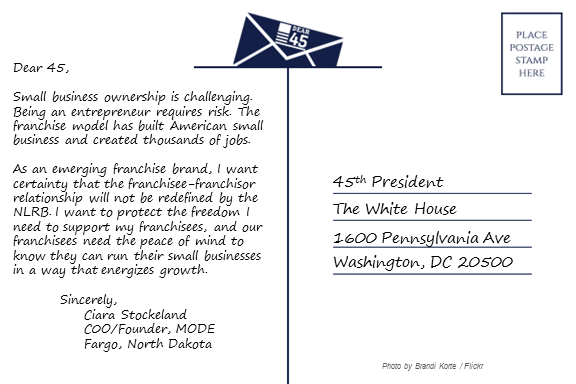 DEAR
45
PLACE
POSTAGE
STAMP
HERE
Dear 45,
Small business ownership is challenging.
Being an entrepreneur requires risk. The
franchise model has built American small
business and created thousands of jobs.
As an emerging franchise brand, I want
certainty that the franchisee-franchisor
relationship will not be redefined by the
NLRB. I want to protect the freedom I
need to support my franchisees, and our
franchisees need the peace of mind to
know they can run their small businesses
in a way that energizes growth.
Sincerely,
Ciara Stockeland
COO/Founder, MODE
Fargo, North Dakota
45th President
The White House
1600 Pennsylvania Ave
Washington, DC 20500
Photo by Brandi Korte / Flickr